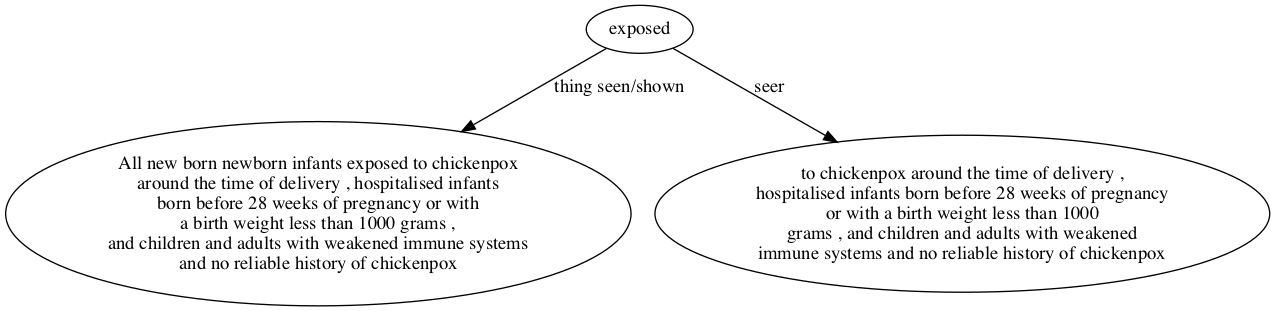 exposed
thing seen/shown
seer
All new born newborn infants exposed to chickenpox
around the time of delivery , hospitalised infants
born before 28 weeks of pregnancy or with
a birth weight less than 1000 grams ,
and children and adults with weakened immune systems
and no reliable history of chickenpox
to chickenpox around the time of delivery ,
hospitalised infants born before 28 weeks of pregnancy
or with a birth weight less than 1000
grams , and children and adults with weakened
immune systems and no reliable history of chickenpox